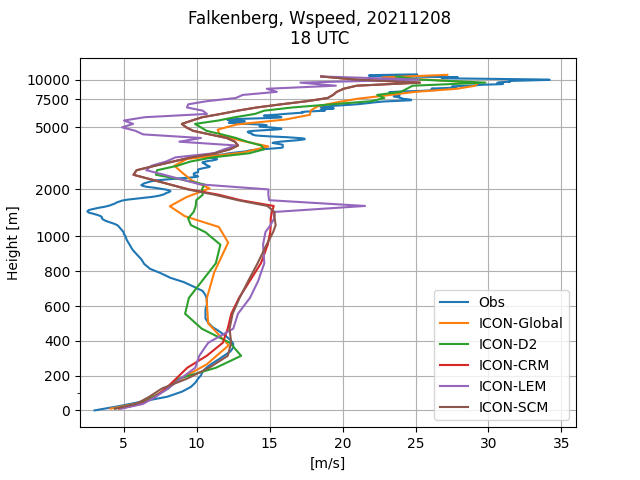 Falkenberg, Wspeed, 20211208
18 UTC
Height [m]
10000
7500
5000
2000
1000
800
600
400
200
0
Obs
ICON-Global
ICON-D2
ICON-CRM
ICON-LEM
ICON-SCM
5 10 15 20 25 30 35
[m/s]